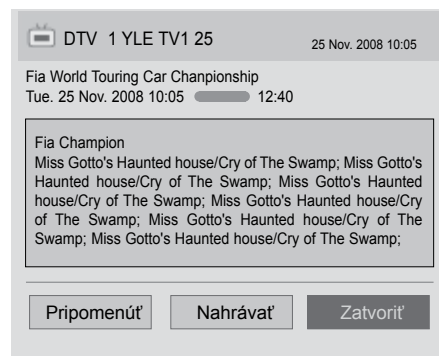 DTV 1 YLE TV1 25 25 Nov. 2008 10:05
Fia World Touring Car Chanpionship
Tue. 25 Nov. 2008 10:05 12:40
Fia Champion
Miss Gotto's Haunted house/Cry of The Swamp; Miss Gotto's
Haunted house/Cry of The Swamp; Miss Gotto's Haunted
house/Cry of The Swamp; Miss Gotto's Haunted house/Cry
of The Swamp; Miss Gotto's Haunted house/Cry of The
Swamp; Miss Gotto's Haunted house/Cry of The Swamp;
Pripomenúť Nahrávať Zatvoriť